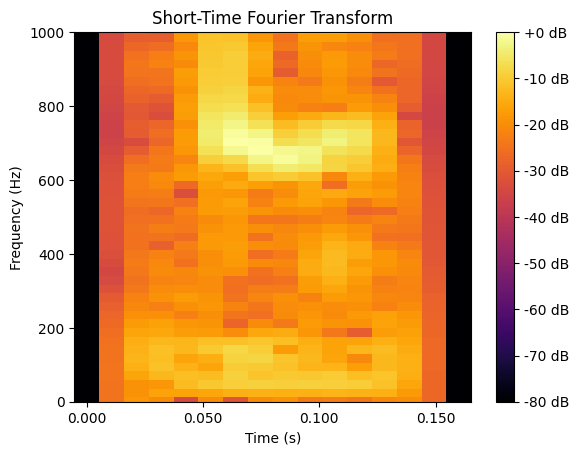 Short-Time Fourier Transform
1000
800
600
400
200
0
Frequency (Hz)
0.000
0.050
0.100
0.150
Time (s)
+0 dB
-10 dB
-20 dB
-30 dB
-40 dB
-50 dB
-60 dB
-70 dB
-80 dB